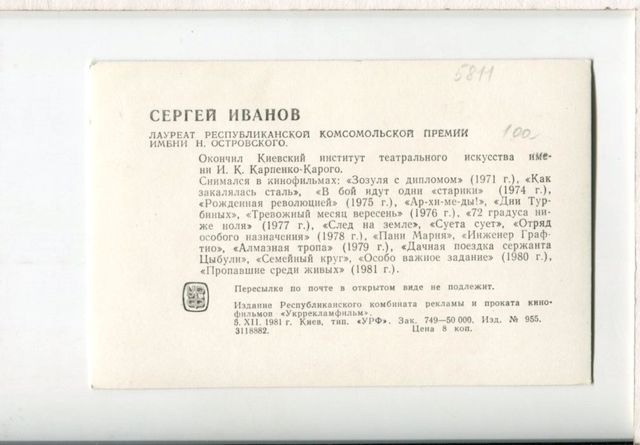 5811
СЕРГЕЙ ИВАНОВ
ЛАУРЕАТ РЕСПУБЛИКАНСКОЙ КОМСОМОЛЬСКОЙ ПРЕМИИ
ИМЕНИ Н. ОСТРОВСКОГО.
100
Окончил Киевский институт театрального искусства име-
ни И. К. Карпенко-Карого.
Снимался в кинофильмах: «Зозуля с дипломом» (1971 г.), «Как
закалялась сталь», «В бой идут одни «старики» (1974 г.),
«Рожденная революцией» (1975 г.), «Ар-хи-ме-ды!», «Дни Тур-
биных», «Тревожный месяц вересень» (1976 г.), «72 градуса ни-
же ноля» (1977 г.), «След на земле», «Суета сует», «Отряд
особого назначения» (1978 г.), «Пани Мария», «Инженер Граф-
тио», «Алмазная тропа» (1979 г.), «Дачная поездка сержанта
Цыбули», «Семейный круг», «Особо важное задание» (1980 г.),
«Пропавшие среди живых» (1981 г.).
Пересылке по почте в открытом виде не подлежит.
Издание Республиканского комбината рекламы и проката кино-
фильмов «Укррекламфильм».
5. XII. 1981 г. Киев, тип. «УРФ». Зак. 749—50 000. Изд. № 955.
3118882. Цена 8 коп.